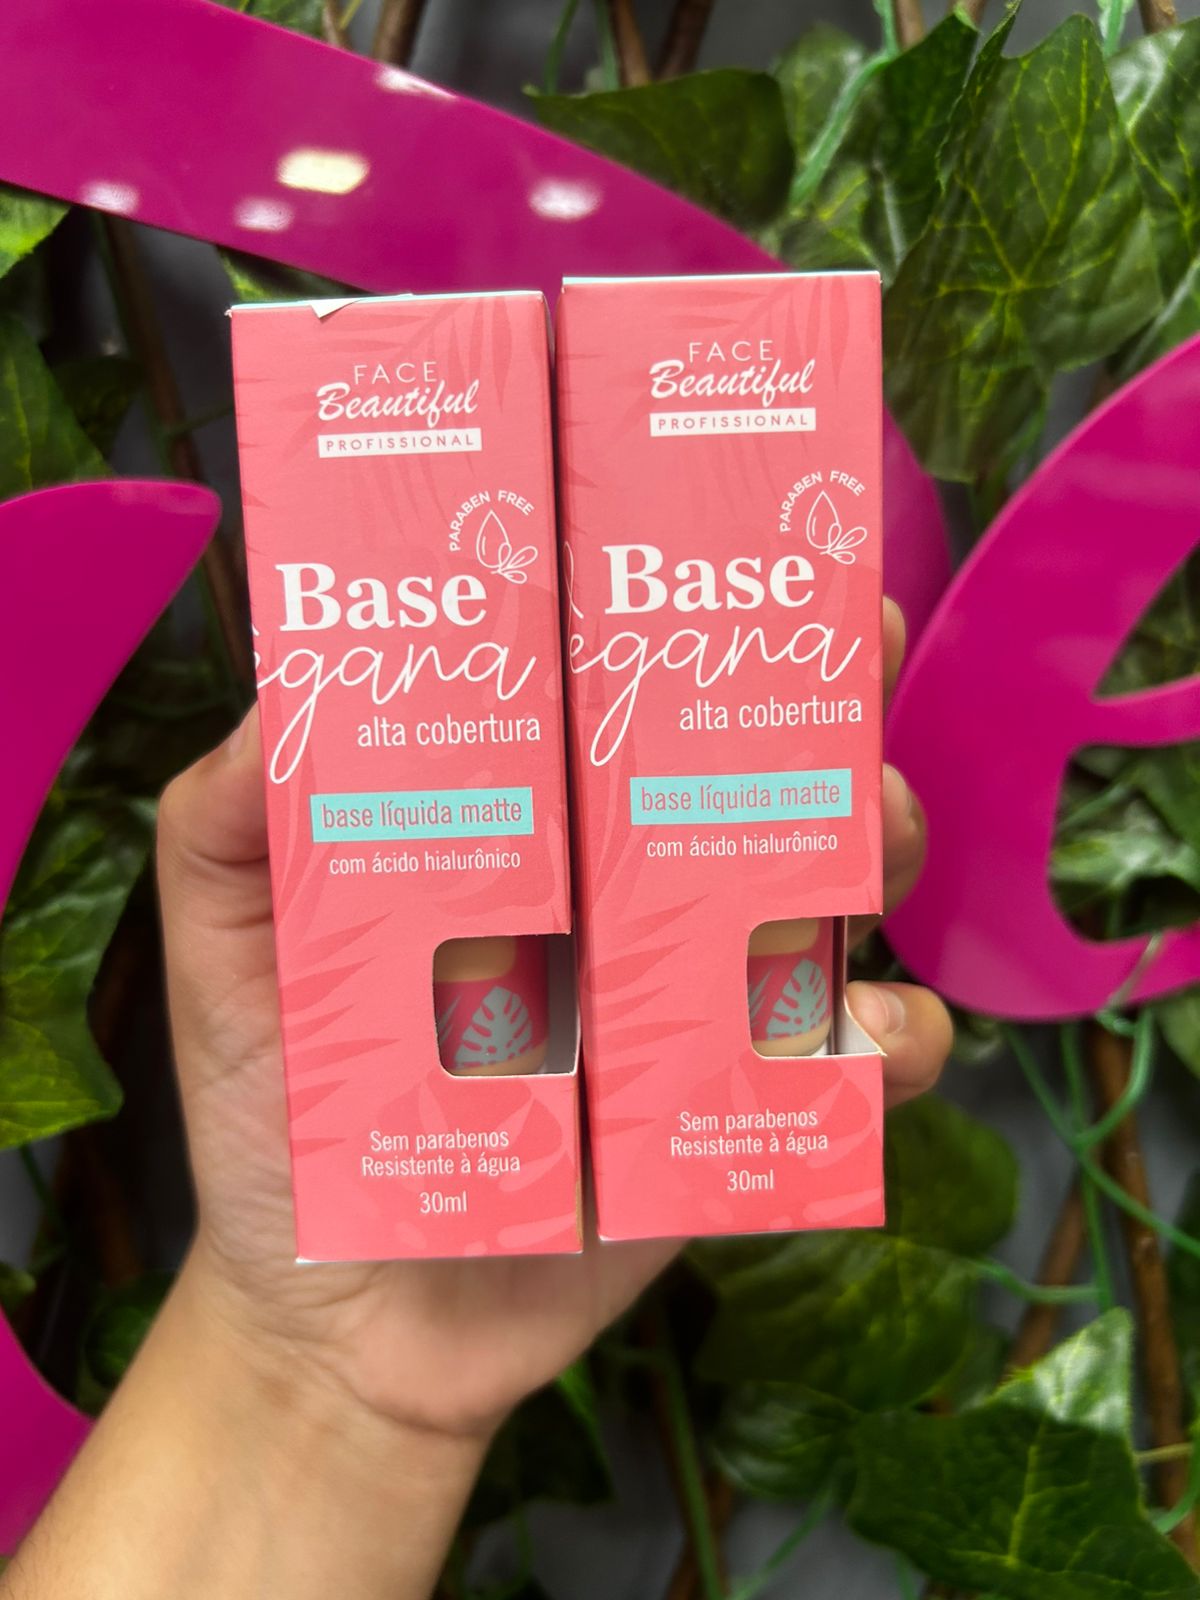 FACE
Beautiful
PROFISSIONAL
PARABEN FREE
Base
egana
alta cobertura
base líquida matte
com ácido hialurônico
Sem parabenos
Resistente à água
30ml
FACE
Beautiful
PROFISSIONAL
PARABEN FREE
Base
egana
alta cobertura
base líquida matte
com ácido hialurônico
Sem parabenos
Resistente à água
30ml